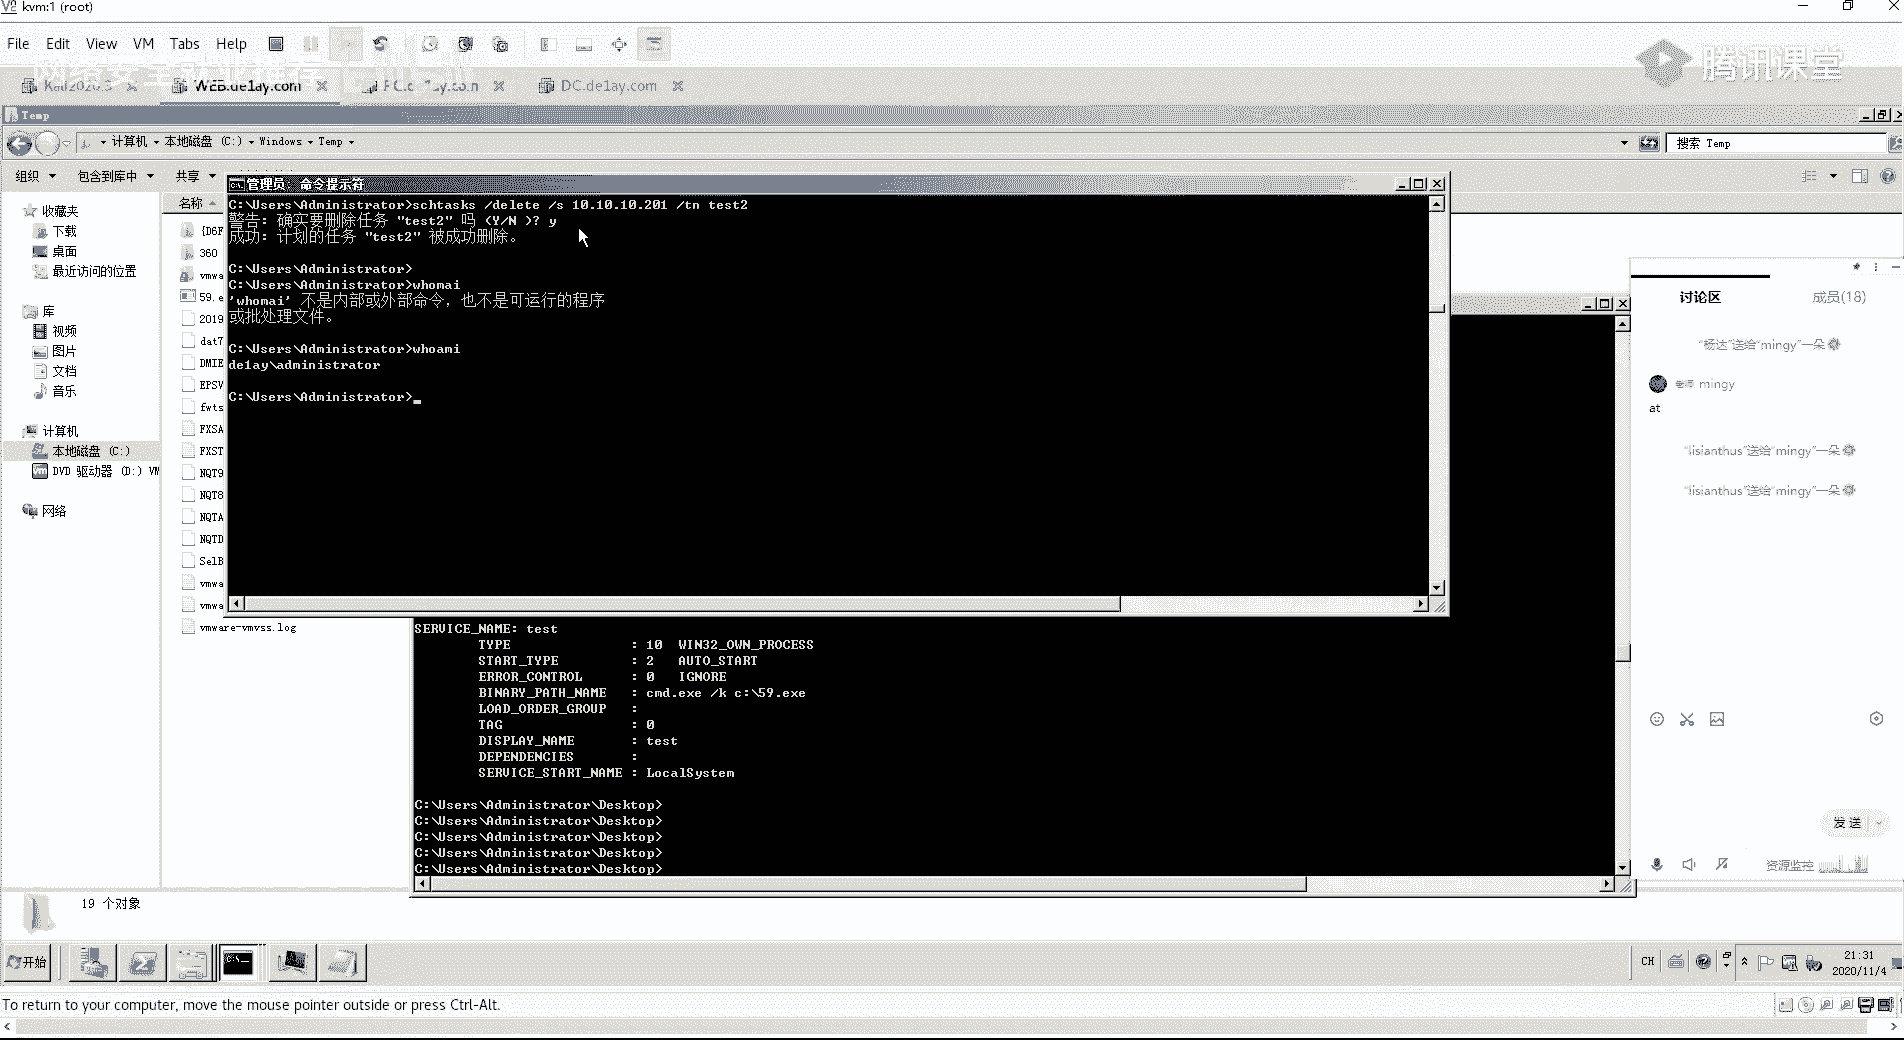 kvm:1 (root)
File Edit View VM Tabs Help
腾讯课堂
WEB.de1ay.com
DC.de1ay.com
Temp
计算机 本地磁盘 (C:) Windows Temp
搜索 Temp
组织 包含到库中 共享
收藏夹
下载
桌面
最近访问的位置
库
视频
图片
文档
音乐
计算机
本地磁盘 (C:)
DVD 驱动器 (D:) VM
网络
名称
{D6F
360
vmwa
59.e
2019
dat7
DMIE
EPSV
fwts
FXSA
FXST
NQT9
NQT8
NQTA
NQTD
SelB
vmwa
vmwa
vmware-vmvss.log
管理员: 命令提示符
C:\Users\Administrator>schtasks /delete /s 10.10.10.201 /tn test2
警告: 确实要删除任务 "test2" 吗 (Y/N )? y
成功: 计划的任务 "test2" 被成功删除。
C:\Users\Administrator>
C:\Users\Administrator>whomai
'whomai' 不是内部或外部命令，也不是可运行的程序
或批处理文件。
C:\Users\Administrator>whoami
de1ay\administrator
C:\Users\Administrator>
SERVICE_NAME: test
TYPE : 10 WIN32_OWN_PROCESS
START_TYPE : 2 AUTO_START
ERROR_CONTROL : 0 IGNORE
BINARY_PATH_NAME : cmd.exe /k c:\59.exe
LOAD_ORDER_GROUP :
TAG : 0
DISPLAY_NAME : test
DEPENDENCIES :
SERVICE_START_NAME : LocalSystem
C:\Users\Administrator\Desktop>
C:\Users\Administrator\Desktop>
C:\Users\Administrator\Desktop>
C:\Users\Administrator\Desktop>
C:\Users\Administrator\Desktop>
讨论区 成员(18)
"杨达"送给"mingy"一朵
老师 mingy
at
"lisianthus"送给"mingy"一朵
"lisianthus"送给"mingy"一朵
发送
资源监控
19 个对象
开始
CH
21:31
2020/11/4
To return to your computer, move the mouse pointer outside or press Ctrl-Alt.